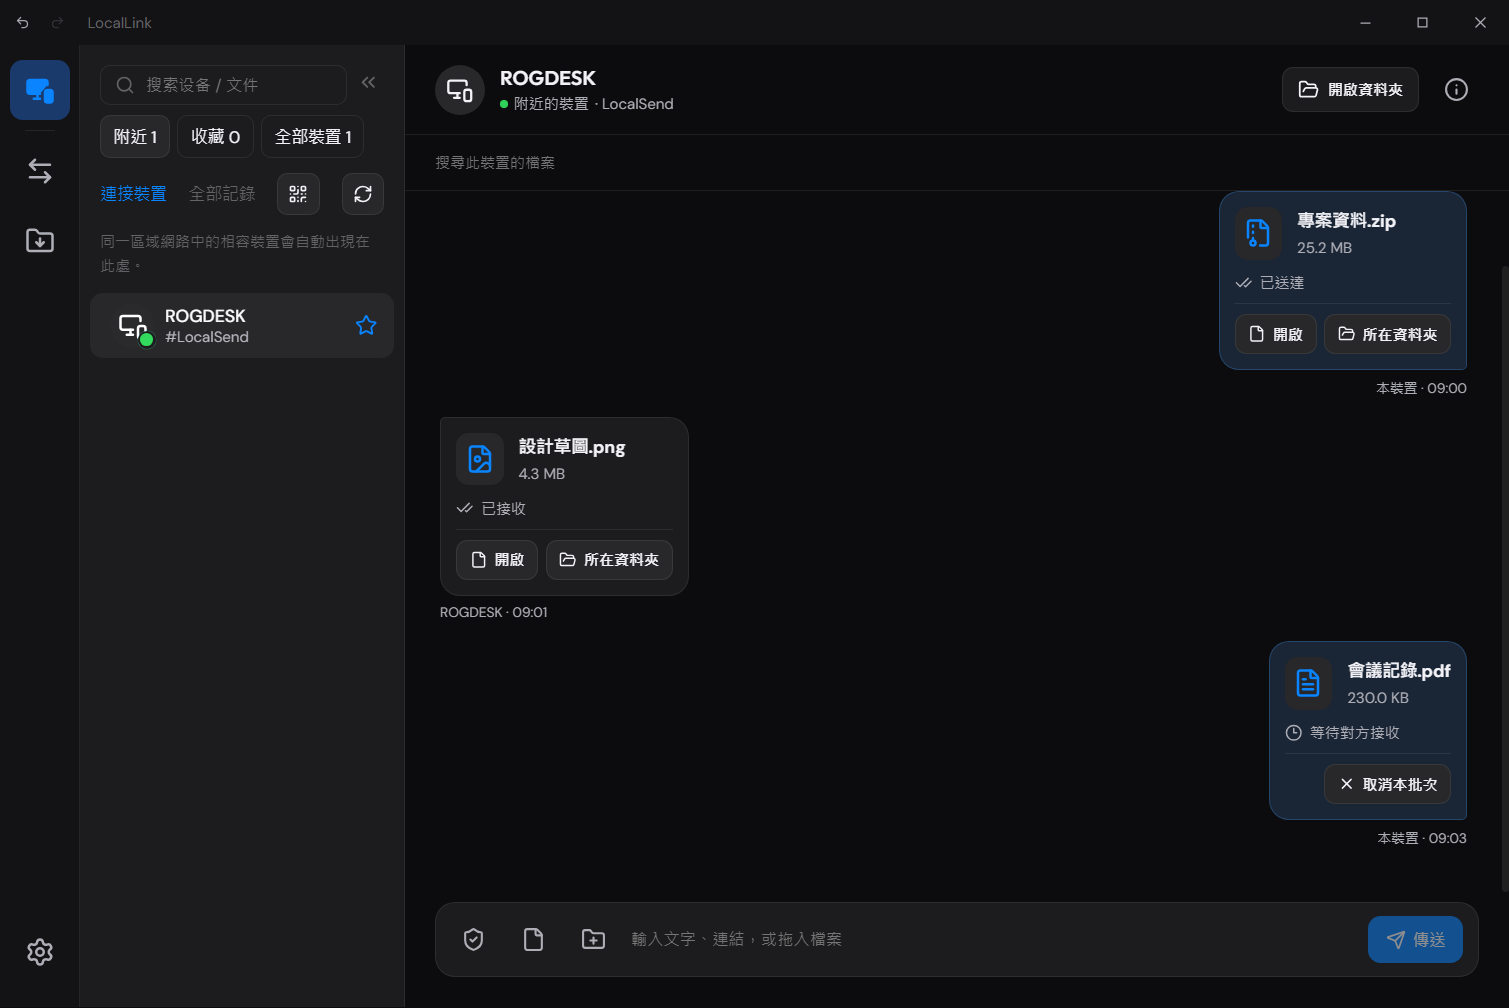 LocalLink
搜索设备 / 文件
附近 1
收藏 0
全部裝置 1
連接裝置
全部記錄
同一區域網路中的相容裝置會自動出現在
此處。
ROGDESK
#LocalSend
ROGDESK
附近的裝置 · LocalSend
開啟資料夾
搜尋此裝置的檔案
專案資料.zip
25.2 MB
已送達
開啟
所在資料夾
本裝置 · 09:00
設計草圖.png
4.3 MB
已接收
開啟
所在資料夾
ROGDESK · 09:01
會議記錄.pdf
230.0 KB
等待對方接收
取消本批次
本裝置 · 09:03
輸入文字、連結，或拖入檔案
傳送